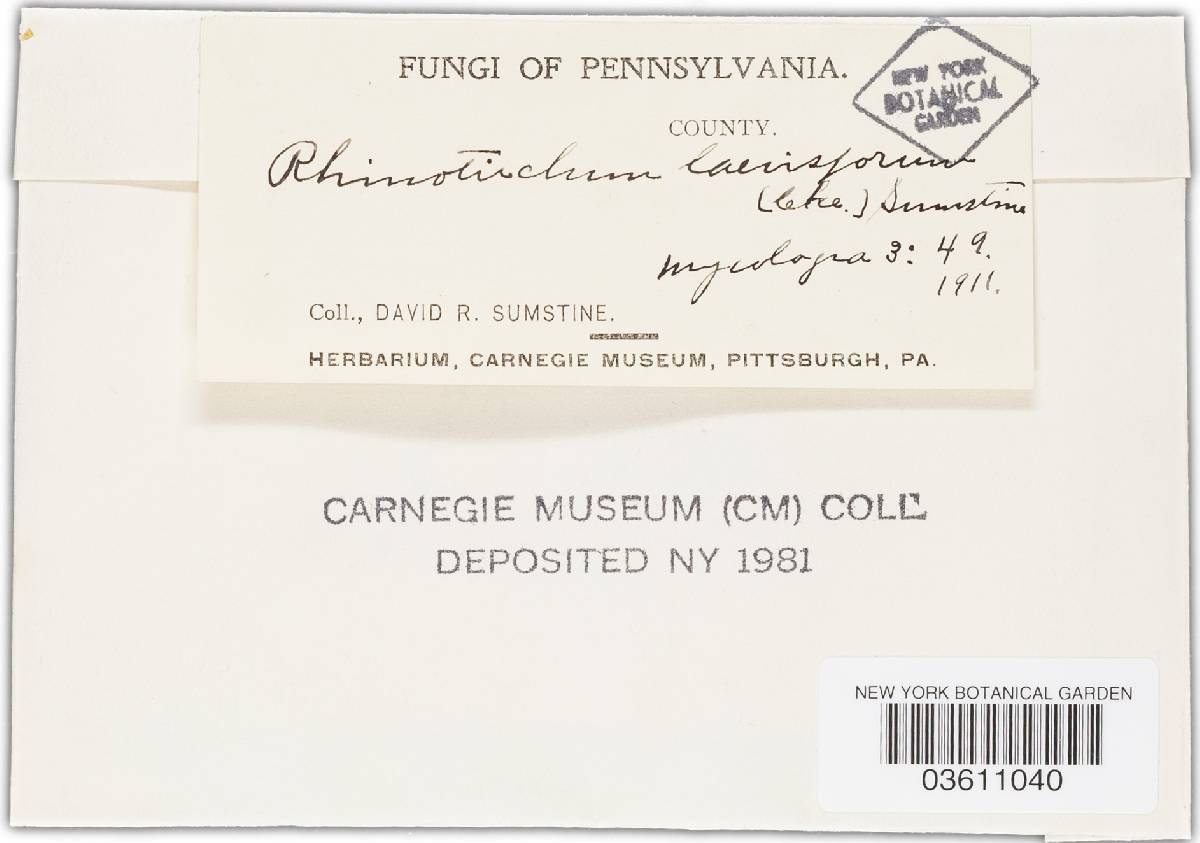 FUNGI OF PENNSYLVANIA.
NEW YORK
BOTANICAL
GARDEN
COUNTY.
Rhinotrichum laevisporum
(Cke.) Sumstine
Mycologia 3: 49.
1911.
Coll., DAVID R. SUMSTINE.
HERBARIUM, CARNEGIE MUSEUM, PITTSBURGH, PA.
CARNEGIE MUSEUM (CM) COLL
DEPOSITED NY 1981
NEW YORK BOTANICAL GARDEN
03611040